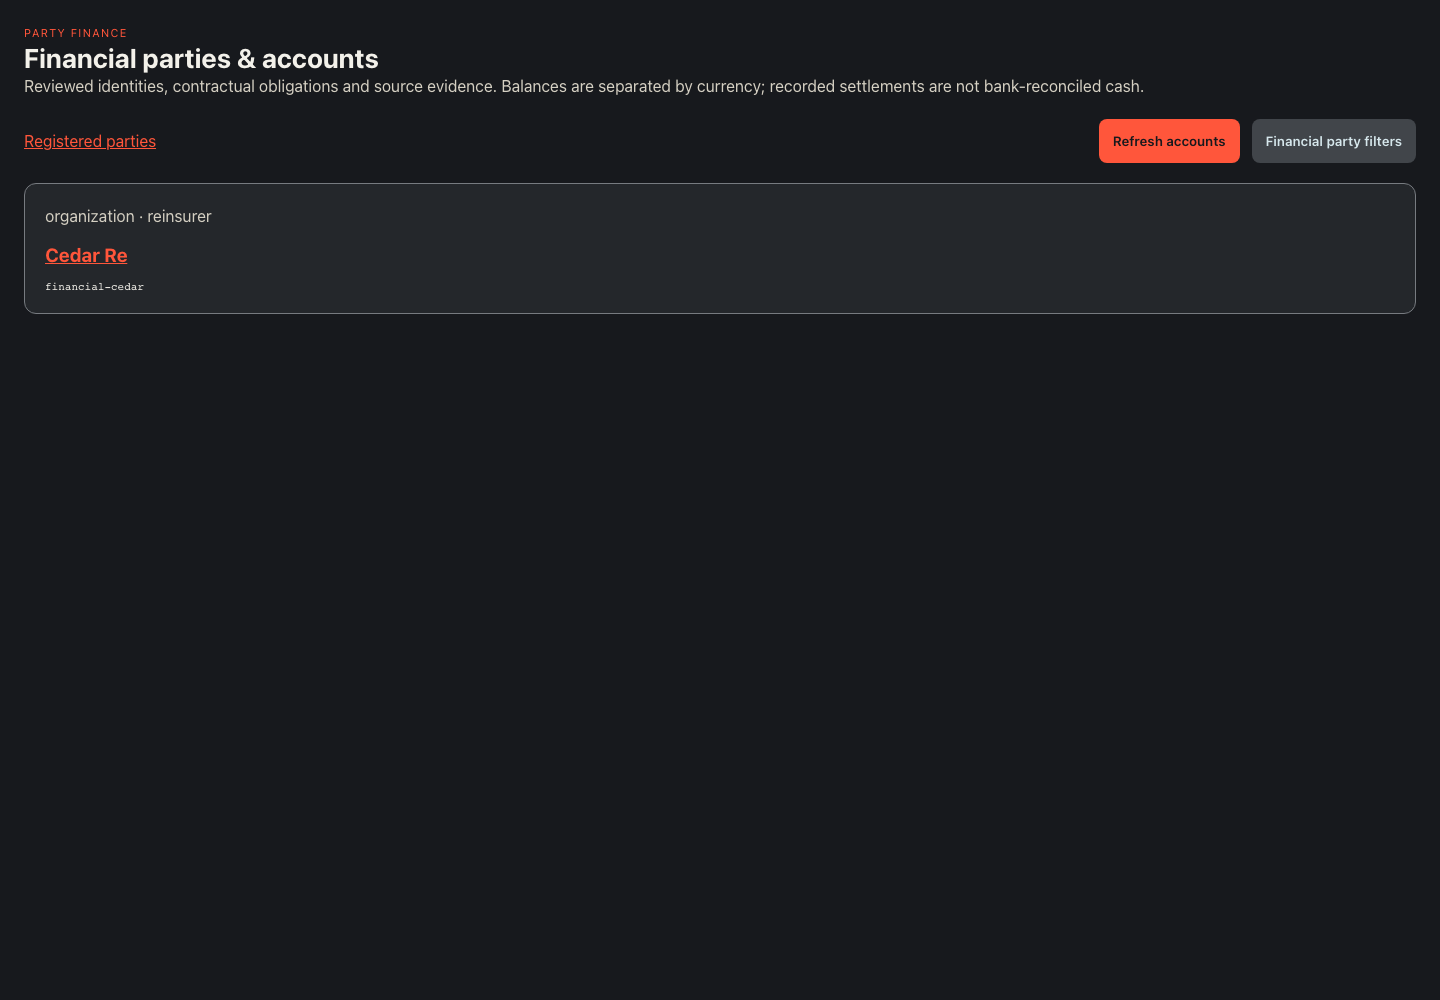 PARTY FINANCE
Financial parties & accounts
Reviewed identities, contractual obligations and source evidence. Balances are separated by currency; recorded settlements are not bank-reconciled cash.
Registered parties
Refresh accounts
Financial party filters
organization · reinsurer
Cedar Re
financial-cedar